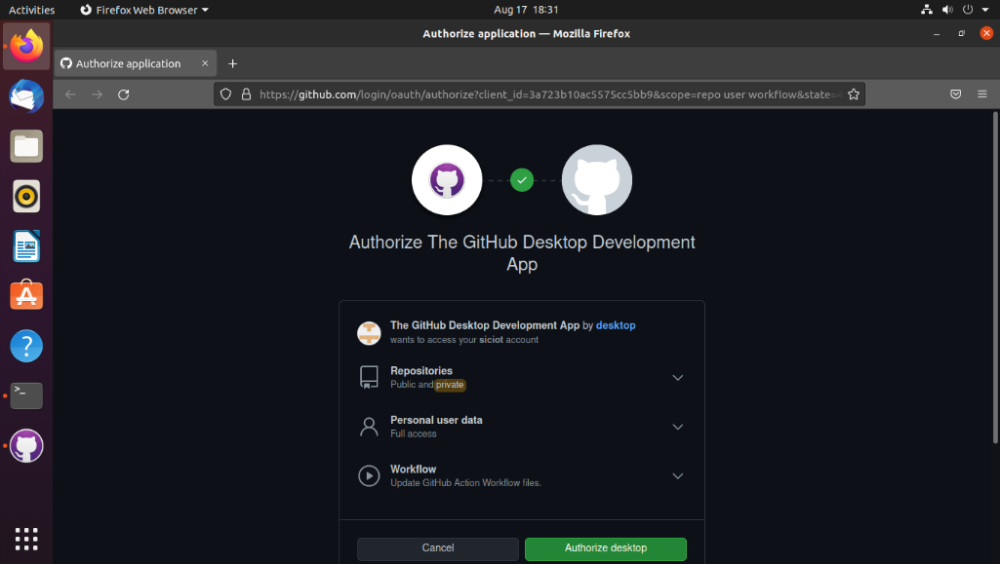 Activities Firefox Web Browser Aug 17 18:31
Authorize application — Mozilla Firefox
Authorize application
https://github.com/login/oauth/authorize?client_id=3a723b10ac5575cc5bb9&scope=repo user workflow&state=
Authorize The GitHub Desktop Development
App
The GitHub Desktop Development App by desktop
wants to access your siciot account
Repositories
Public and private
Personal user data
Full access
Workflow
Update GitHub Action Workflow files.
Cancel Authorize desktop